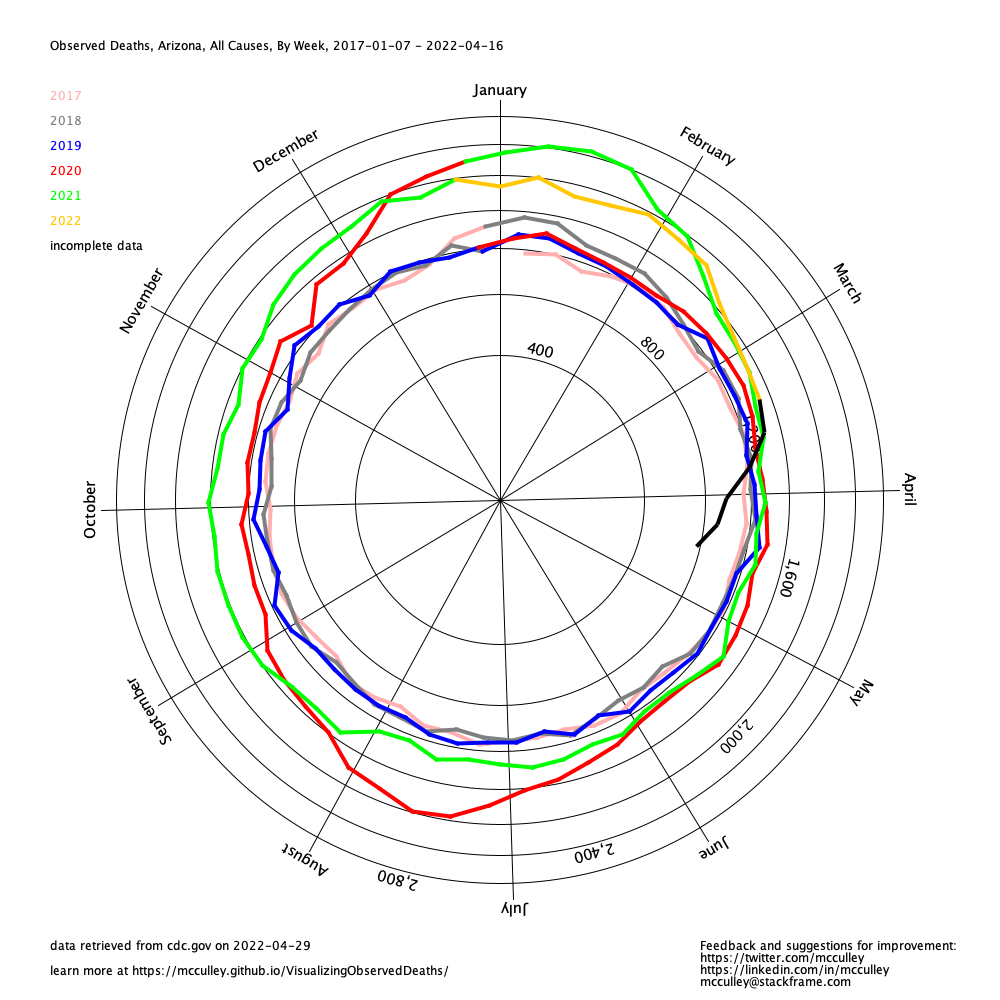 Observed Deaths, Arizona, All Causes, By Week, 2017-01-07 - 2022-04-16
January
2017
2018
2019
2020
2021
2022
incomplete data
December
February
November
March
400
800
October
April
1,600
September
May
2,000
August
June
2,400
2,800
July
data retrieved from cdc.gov on 2022-04-29
learn more at https://mcculley.github.io/VisualizingObservedDeaths/
Feedback and suggestions for improvement:
https://twitter.com/mcculley
https://linkedin.com/in/mcculley
mcculley@stackframe.com